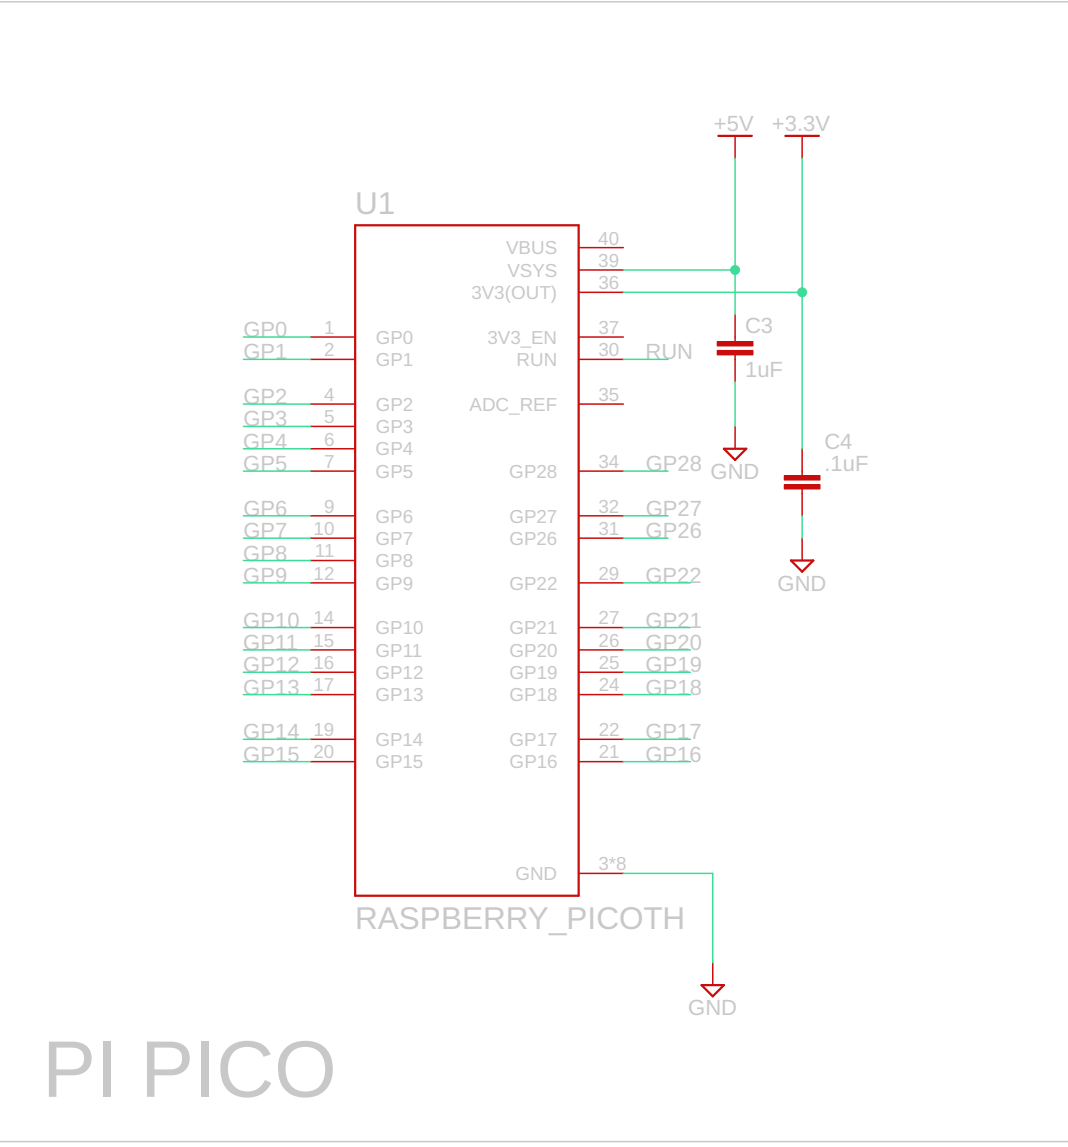 +5V +3.3V
U1
VBUS 40
VSYS 39
3V3(OUT) 36
GP0 1 GP0 3V3_EN 37 C3
GP1 2 GP1 RUN 30 RUN 1uF
GP2 4 GP2 ADC_REF 35
GP3 5 GP3
GP4 6 GP4 C4
GP5 7 GP5 GP28 34 GP28 GND .1uF
GP6 9 GP6 GP27 32 GP27
GP7 10 GP7 GP26 31 GP26
GP8 11 GP8
GP9 12 GP9 GP22 29 GP22 GND
GP10 14 GP10 GP21 27 GP21
GP11 15 GP11 GP20 26 GP20
GP12 16 GP12 GP19 25 GP19
GP13 17 GP13 GP18 24 GP18
GP14 19 GP14 GP17 22 GP17
GP15 20 GP15 GP16 21 GP16
GND 3*8
RASPBERRY_PICOTH
GND
PI PICO